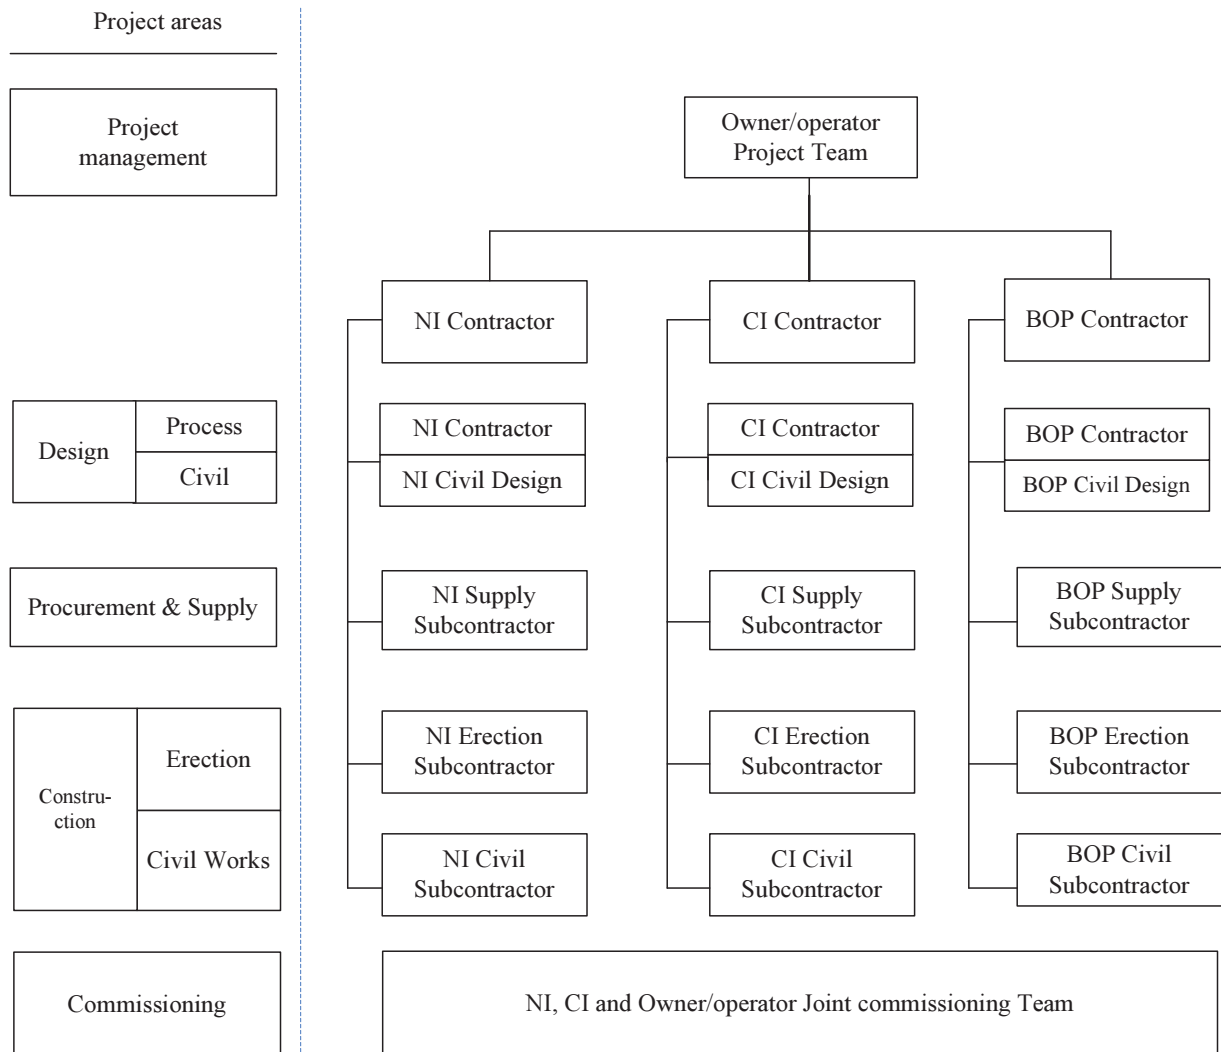 Project areas
Project
management
Owner/operator
Project Team
NI Contractor
CI Contractor
BOP Contractor
Design
Process
Civil
NI Contractor
NI Civil Design
CI Contractor
CI Civil Design
BOP Contractor
BOP Civil Design
Procurement & Supply
NI Supply
Subcontractor
CI Supply
Subcontractor
BOP Supply
Subcontractor
Constru-
ction
Erection
Civil Works
NI Erection
Subcontractor
CI Erection
Subcontractor
BOP Erection
Subcontractor
NI Civil
Subcontractor
CI Civil
Subcontractor
BOP Civil
Subcontractor
Commissioning
NI, CI and Owner/operator Joint commissioning Team